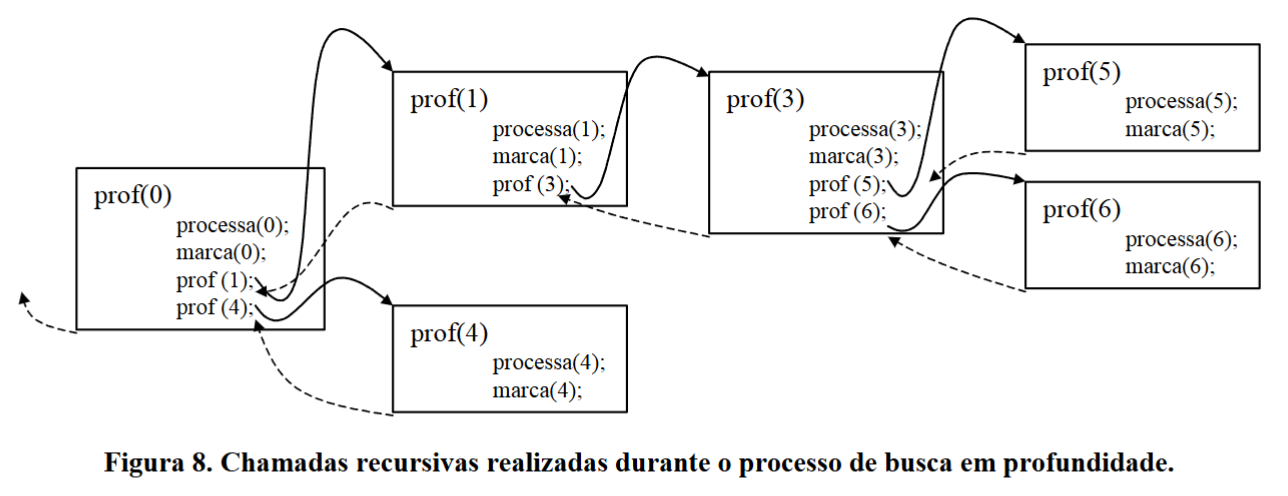 prof(0)
processa(0);
marca(0);
prof (1);
prof (4);
prof(1)
processa(1);
marca(1);
prof (3);
prof(3)
processa(3);
marca(3);
prof (5);
prof (6);
prof(5)
processa(5);
marca(5);
prof(6)
processa(6);
marca(6);
prof(4)
processa(4);
marca(4);
Figura 8. Chamadas recursivas realizadas durante o processo de busca em profundidade.